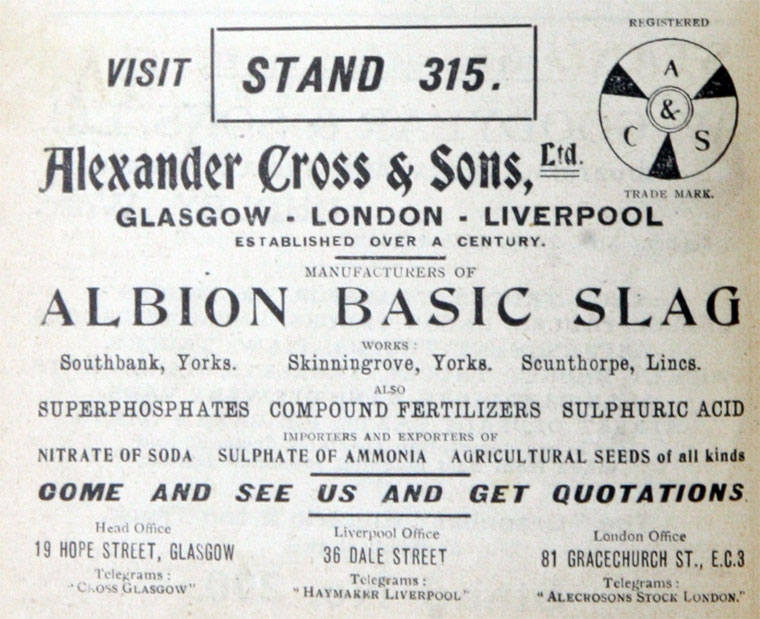 REGISTERED
VISIT STAND 315.
A & C S
Alexander Cross & Sons, Ltd.
TRADE MARK.
GLASGOW - LONDON - LIVERPOOL
ESTABLISHED OVER A CENTURY.
MANUFACTURERS OF
ALBION BASIC SLAG
WORKS:
Southbank, Yorks. Skinningrove, Yorks. Scunthorpe, Lincs.
ALSO
SUPERPHOSPHATES COMPOUND FERTILIZERS SULPHURIC ACID
IMPORTERS AND EXPORTERS OF
NITRATE OF SODA SULPHATE OF AMMONIA AGRICULTURAL SEEDS of all kinds
COME AND SEE US AND GET QUOTATIONS
Head Office
19 HOPE STREET, GLASGOW
Telegrams:
"CROSS GLASGOW"
Liverpool Office
36 DALE STREET
Telegrams:
"HAYMAKER LIVERPOOL"
London Office
81 GRACECHURCH ST., E.C.3
Telegrams:
"ALECROSONS STOCK LONDON."